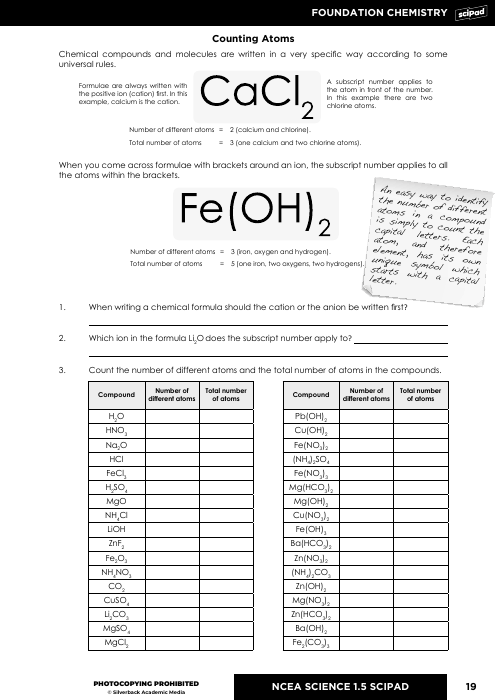 FOUNDATION CHEMISTRY scipad
Counting Atoms
Chemical compounds and molecules are written in a very specific way according to some
universal rules.
Formulae are always written with
the positive ion (cation) first. In this
example, calcium is the cation.
CaCl₂
A subscript number applies to
the atom in front of the number.
In this example there are two
chlorine atoms.
Number of different atoms = 2 (calcium and chlorine).
Total number of atoms = 3 (one calcium and two chlorine atoms).
When you come across formulae with brackets around an ion, the subscript number applies to all
the atoms within the brackets.
Fe(OH)₂
Number of different atoms = 3 (iron, oxygen and hydrogen).
Total number of atoms = 5 (one iron, two oxygens, two hydrogens).
An easy way to identify
the number of different
atoms in a compound
is simply to count the
capital letters. Each
atom, and therefore
element, has its own
unique symbol which
starts with a capital
letter.
1. When writing a chemical formula should the cation or the anion be written first?
2. Which ion in the formula Li₂O does the subscript number apply to?
3. Count the number of different atoms and the total number of atoms in the compounds.
Compound Number of different atoms Total number of atoms
H₂O
HNO₃
Na₂O
HCl
FeCl₃
H₂SO₄
MgO
NH₄Cl
LiOH
ZnF₂
Fe₂O₃
NH₄NO₃
CO₂
CuSO₄
Li₂CO₃
MgSO₄
MgCl₂
Compound Number of different atoms Total number of atoms
Pb(OH)₂
Cu(OH)₂
Fe(NO₃)₂
(NH₄)₂SO₄
Fe(NO₃)₂
Mg(HCO₃)₂
Mg(OH)₂
Cu(NO₃)₂
Fe(OH)₃
Ba(HCO₃)₂
Zn(NO₃)₂
(NH₄)₂CO₃
Zn(OH)₂
Mg(NO₃)₂
Zn(HCO₃)₂
Ba(OH)₂
Fe₂(CO₃)₃
PHOTOCOPYING PROHIBITED
© Silverback Academic Media
NCEA SCIENCE 1.5 SCIPAD
19